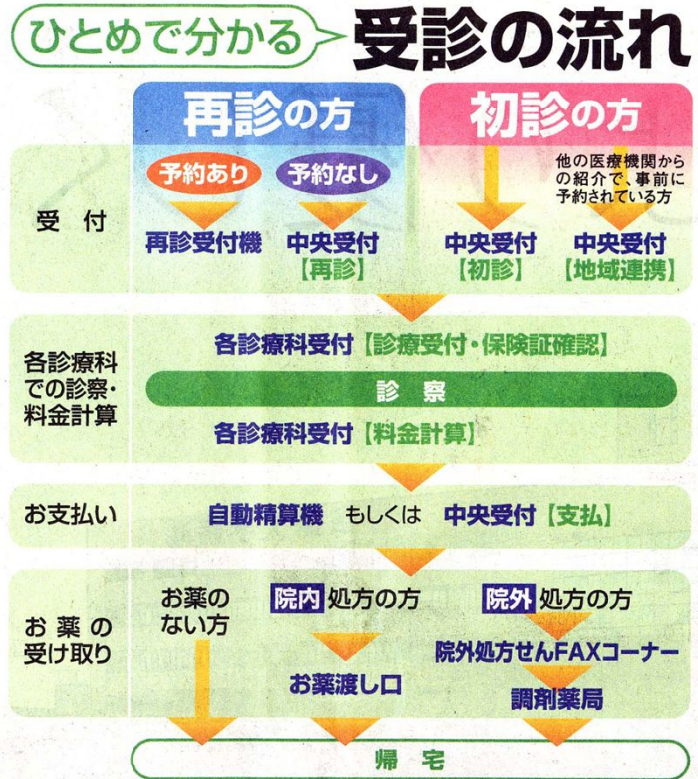 ひとめで分かる 受診の流れ
再診の方 初診の方
予約あり 予約なし
他の医療機関から
の紹介で、事前に
予約されている方
受付
再診受付機 中央受付 中央受付 中央受付
【再診】 【初診】 【地域連携】
各診療科
での診察・
料金計算
各診療科受付【診療受付・保険証確認】
診察
各診療科受付【料金計算】
お支払い
自動精算機 もしくは 中央受付【支払】
お薬の
受け取り
お薬の
ない方
院内処方の方
お薬渡し口
院外処方の方
院外処方せんFAXコーナー
調剤薬局
帰宅